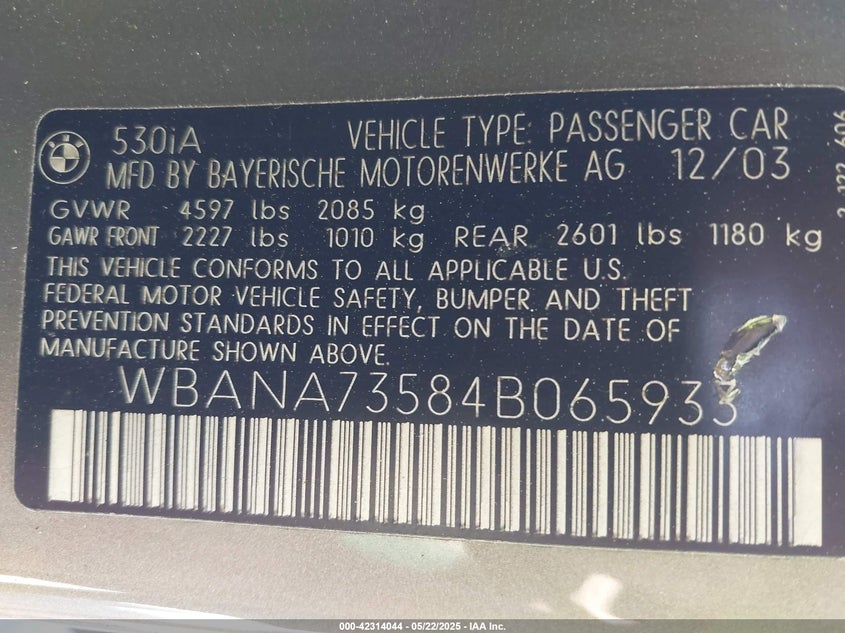 530iA VEHICLE TYPE: PASSENGER CAR
MFD BY BAYERISCHE MOTORENWERKE AG 12/03
GVWR 4597 lbs 2085 kg
GAWR FRONT 2227 lbs 1010 kg REAR 2601 lbs 1180 kg
THIS VEHICLE CONFORMS TO ALL APPLICABLE U.S.
FEDERAL MOTOR VEHICLE SAFETY, BUMPER AND THEFT
PREVENTION STANDARDS IN EFFECT ON THE DATE OF
MANUFACTURE SHOWN ABOVE.
WBANA73584B065933
000-42314044 — 05/22/2025 — IAA Inc.